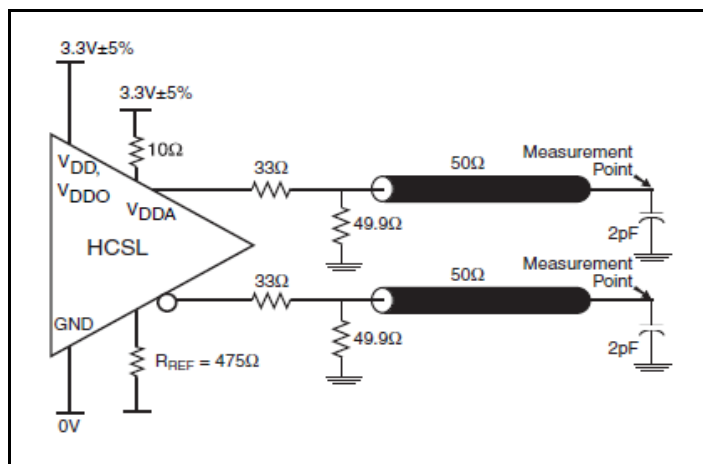 3.3V±5%
3.3V±5%
10Ω
VDD,
VDDO
VDDA
HCSL
GND
0V
RREF = 475Ω
33Ω
49.9Ω
50Ω
Measurement
Point
2pF
33Ω
49.9Ω
50Ω
Measurement
Point
2pF